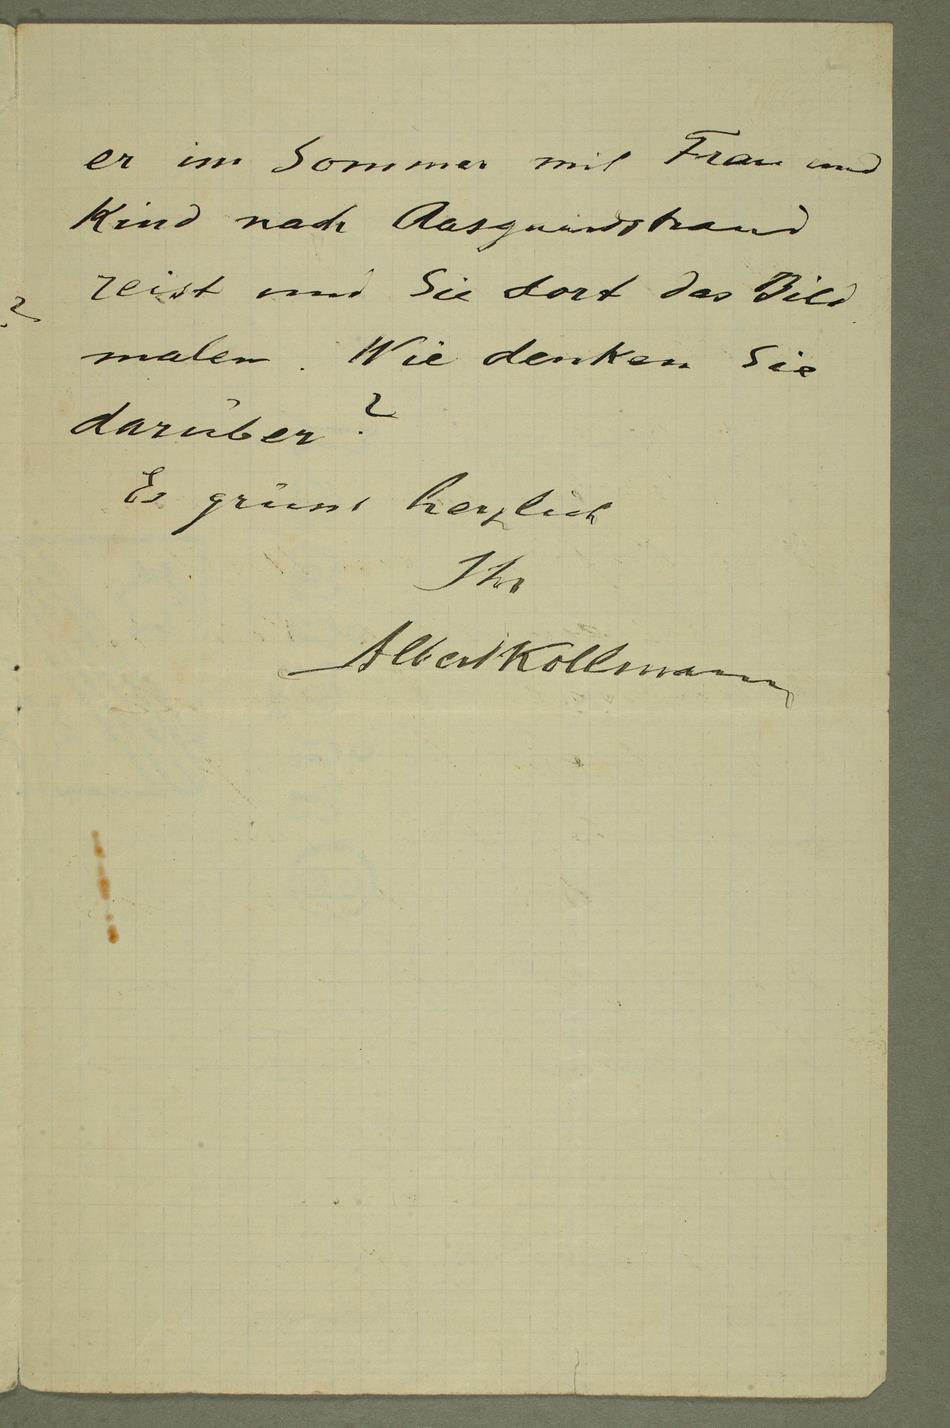 er im Sommer mit Frau und
Kind nach Aasgaardstrand
reist und Sie dort das Bild
malen. Wie denken Sie
darüber?
Es grüsst herzlich
Ihr
Albert Kollmann